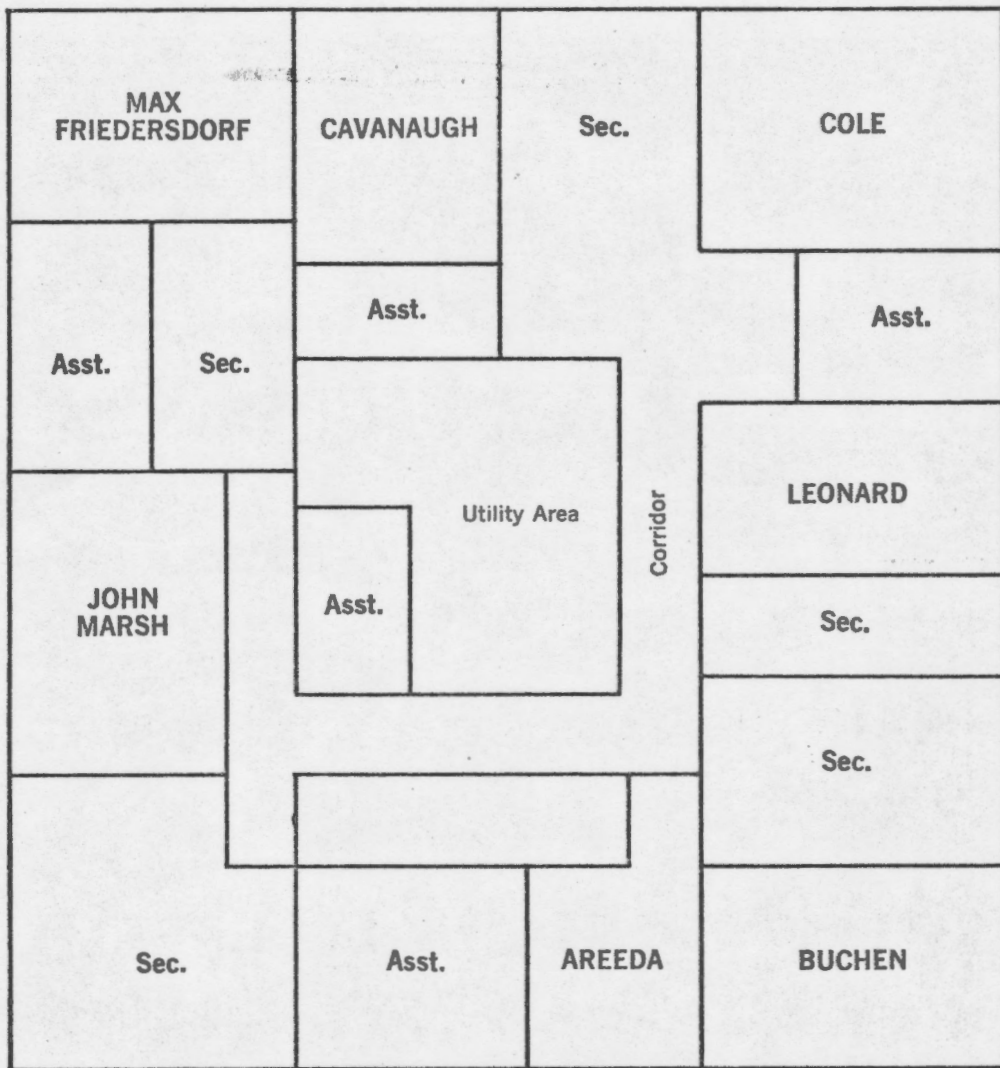 MAX
FRIEDERSDORF
CAVANAUGH
Sec.
COLE
Asst.
Sec.
Asst.
Asst.
LEONARD
Utility Area
Corridor
JOHN
MARSH
Asst.
Sec.
Sec.
Sec.
Asst.
AREEDA
BUCHEN